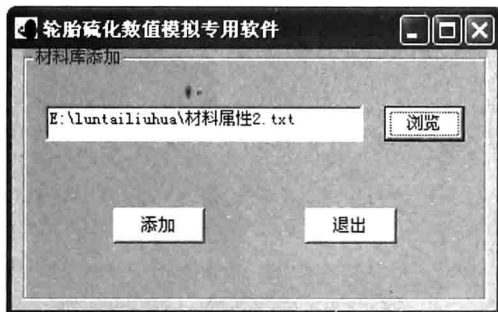 轮胎硫化数值模拟专用软件
材料库添加
E:\luntailiuhua\材料属性2.txt
浏览
添加
退出